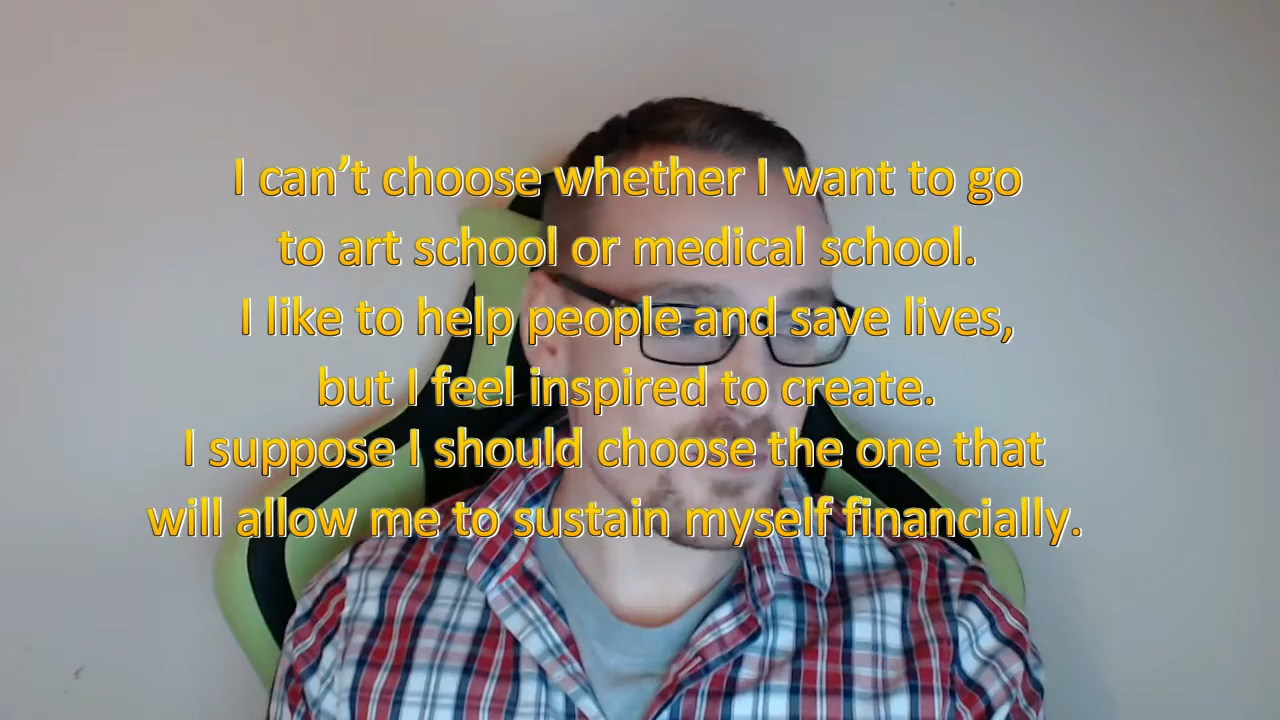 I can’t choose whether I want to go
to art school or medical school.
I like to help people and save lives,
but I feel inspired to create.
I suppose I should choose the one that
will allow me to sustain myself financially.